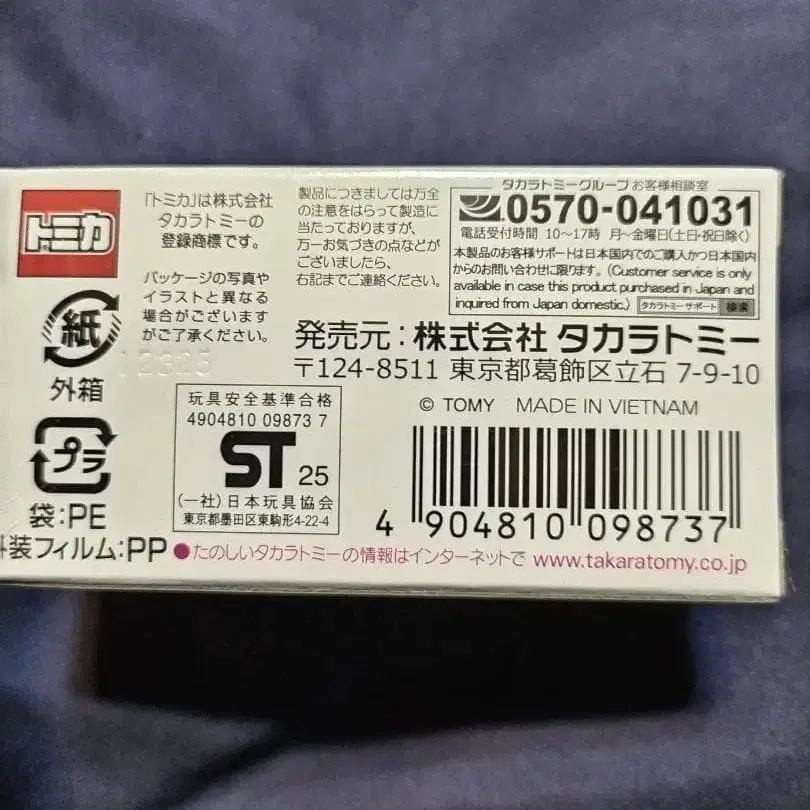 トミカ
「トミカ」は株式会社
タカラトミーの
登録商標です。
パッケージの写真や
イラストと異なる
場合がございますが
ご了承ください。
製品につきましては万全
の注意をはらって製造に
当たっておりますが、
万一お気づきの点などが
ございましたら、
右記までご連絡ください。
タカラトミーグループ お客様相談室
0570-041031
電話受付時間 10〜17時 月〜金曜日(土日・祝日除く)
本製品のお客様サポートは日本国内でのご購入かつ日本国内
からのお問い合わせに限ります。(Customer service is only
available in case this product purchased in Japan and
inquired from Japan domestic.)
タカラトミーサポート 検索
紙
外箱
プラ
袋:PE
装フィルム:PP
発売元:株式会社 タカラトミー
〒124-8511 東京都葛飾区立石 7-9-10
玩具安全基準合格
4904810 09873 7
ST 25
(一社)日本玩具協会
東京都墨田区東駒形4-22-4
© TOMY MADE IN VIETNAM
4 904810 098737
●たのしいタカラトミーの情報はインターネットで www.takaratomy.co.jp